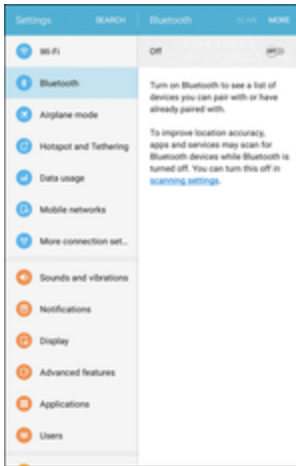 Settings SEARCH
Wi-Fi
Bluetooth
Airplane mode
Hotspot and Tethering
Data usage
Mobile networks
More connection set...
Sounds and vibrations
Notifications
Display
Advanced features
Applications
Users
Bluetooth SCAN MORE
Off
Turn on Bluetooth to see a list of
devices you can pair with or have
already paired with.
To improve location accuracy,
apps and services may scan for
Bluetooth devices while Bluetooth is
turned off. You can turn this off in
scanning settings.